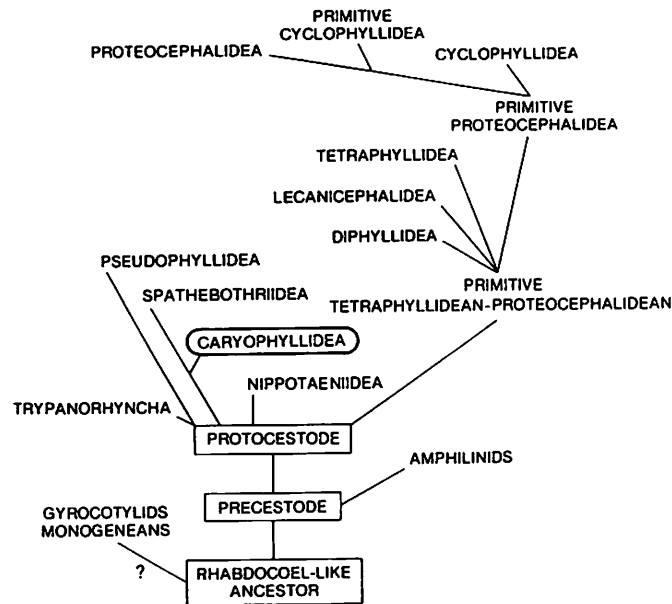 PRIMITIVE
CYCLOPHYLLIDEA
PROTEOCEPHALIDEA
CYCLOPHYLLIDEA
PRIMITIVE
PROTEOCEPHALIDEA
TETRAPHYLLIDEA
LECANICEPHALIDEA
DIPHYLLIDEA
PSEUDOPHYLLIDEA
SPATHEBOTHRIIDEA
PRIMITIVE
TETRAPHYLLIDEAN-PROTEOCEPHALIDEAN
CARYOPHYLLIDEA
NIPPOTAENIIDEA
TRYPANORHYNCHA
PROTOCESTODE
AMPHILINIDS
PRECESTODE
GYROCOTYLIDS
MONOGENEANS
?
RHABDOCOEL-LIKE
ANCESTOR